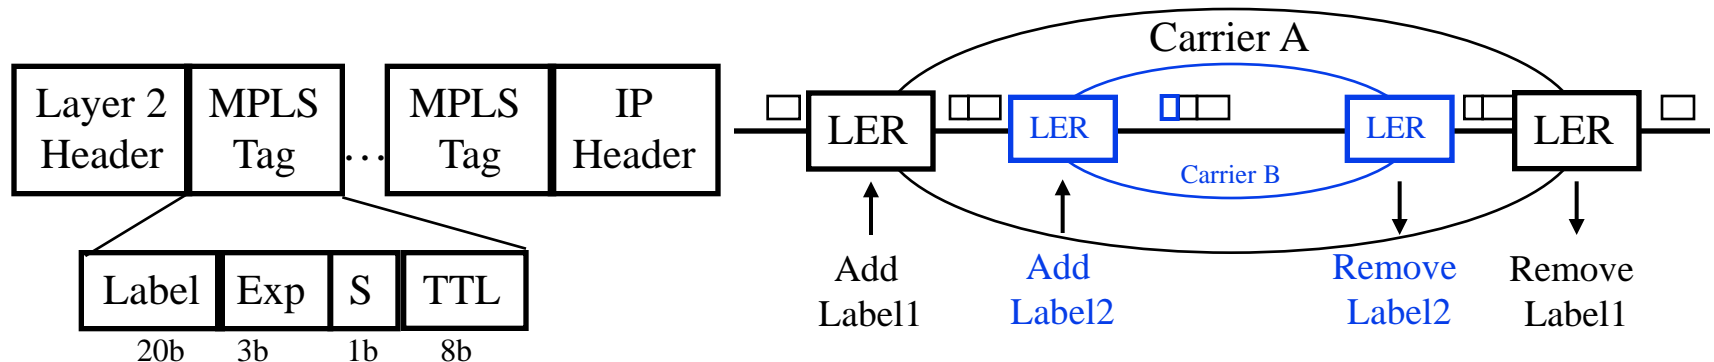 Layer 2
Header
MPLS
Tag
...
MPLS
Tag
IP
Header
Label
Exp
S
TTL
20b
3b
1b
8b
Carrier A
LER
LER
LER
LER
Carrier B
Add
Label1
Add
Label2
Remove
Label2
Remove
Label1